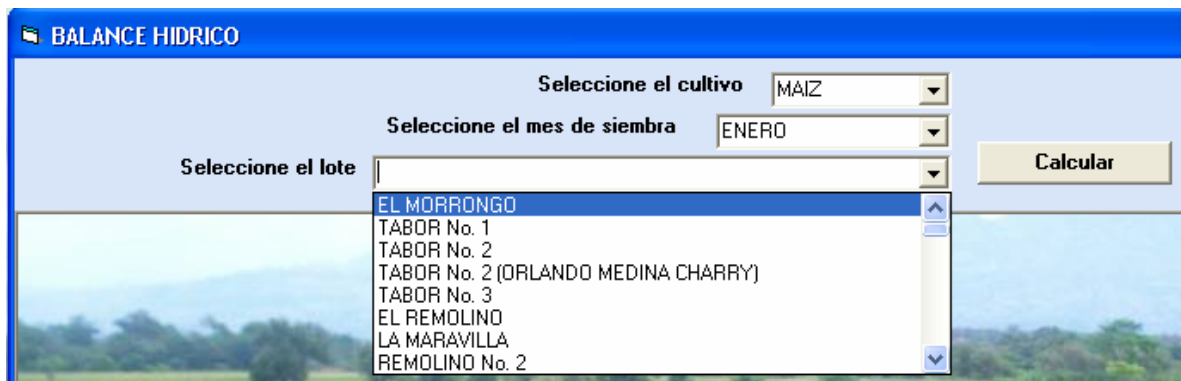 BALANCE HIDRICO
Seleccione el cultivo MAIZ
Seleccione el mes de siembra ENERO
Seleccione el lote
Calcular
EL MORRONGO
TABOR No. 1
TABOR No. 2
TABOR No. 2 (ORLANDO MEDINA CHARRY)
TABOR No. 3
EL REMOLINO
LA MARAVILLA
REMOLINO No. 2